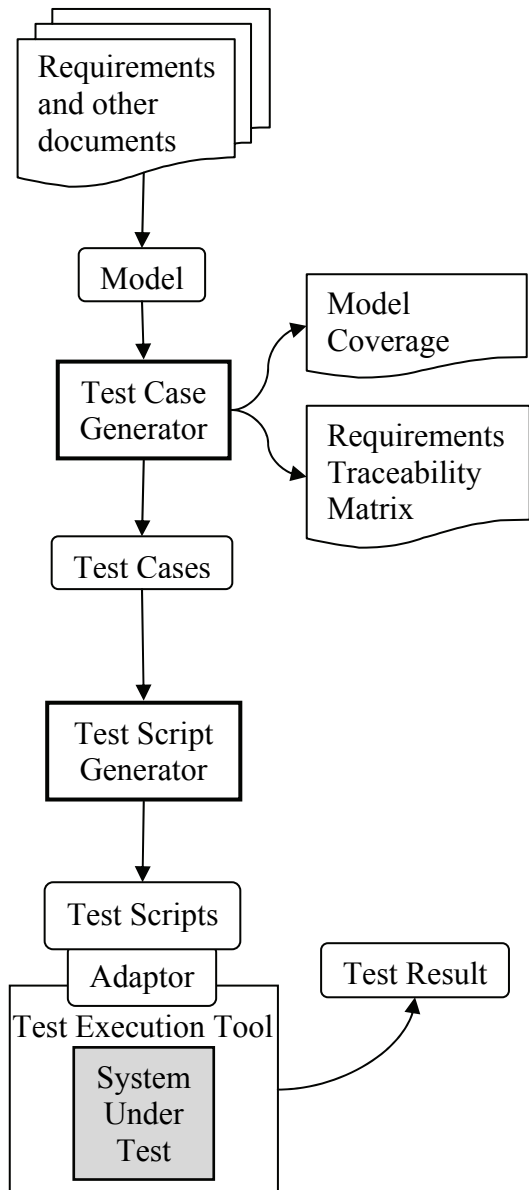 Requirements
and other
documents
Model
Model
Coverage
Test Case
Generator
Requirements
Traceability
Matrix
Test Cases
Test Script
Generator
Test Scripts
Adaptor
Test Result
Test Execution Tool
System
Under
Test